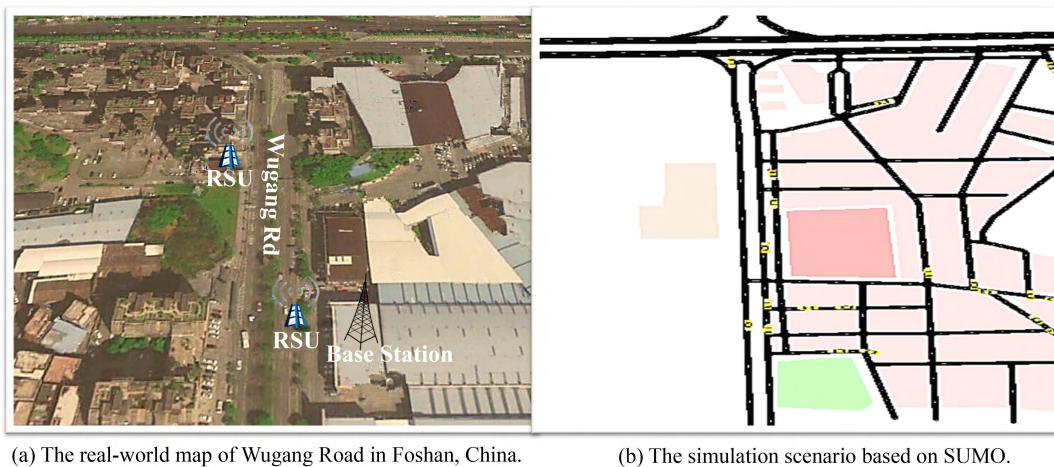 RSU
Wugang Rd
RSU
Base Station
(a) The real-world map of Wugang Road in Foshan, China.
(b) The simulation scenario based on SUMO.